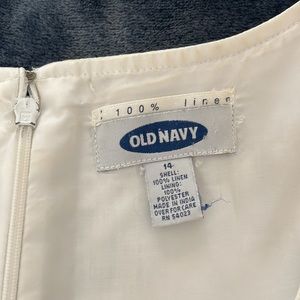 100% linen
OLD NAVY
14
SHELL:
100% LINEN
LINING:
100%
POLYESTER
MADE IN INDIA
OVER FOR CARE
RN 54023